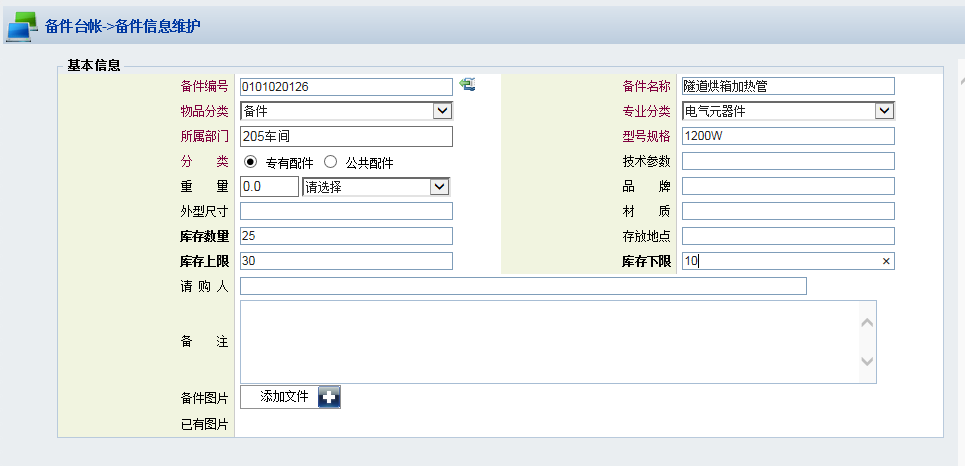 备件台帐->备件信息维护
基本信息
备件编号 0101020126 备件名称 隧道烘箱加热管
物品分类 备件 专业分类 电气元器件
所属部门 205车间 型号规格 1200W
分 类 专有配件 公共配件 技术参数
重 量 0.0 请选择 品 牌
外型尺寸 材 质
库存数量 25 存放地点
库存上限 30 库存下限 10 ×
请 购 人
备 注
备件图片 添加文件
已有图片